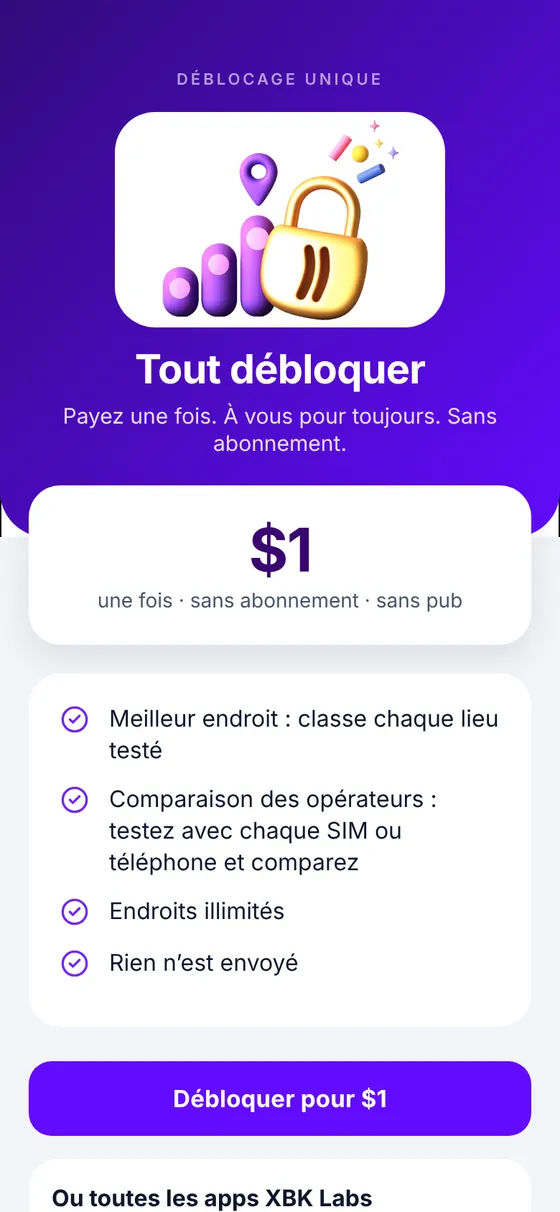 DÉBLOCAGE UNIQUE
Tout débloquer
Payez une fois. À vous pour toujours. Sans
abonnement.
$1
une fois · sans abonnement · sans pub
Meilleur endroit : classe chaque lieu
testé
Comparaison des opérateurs :
testez avec chaque SIM ou
téléphone et comparez
Endroits illimités
Rien n’est envoyé
Débloquer pour $1
Ou toutes les apps XBK Labs